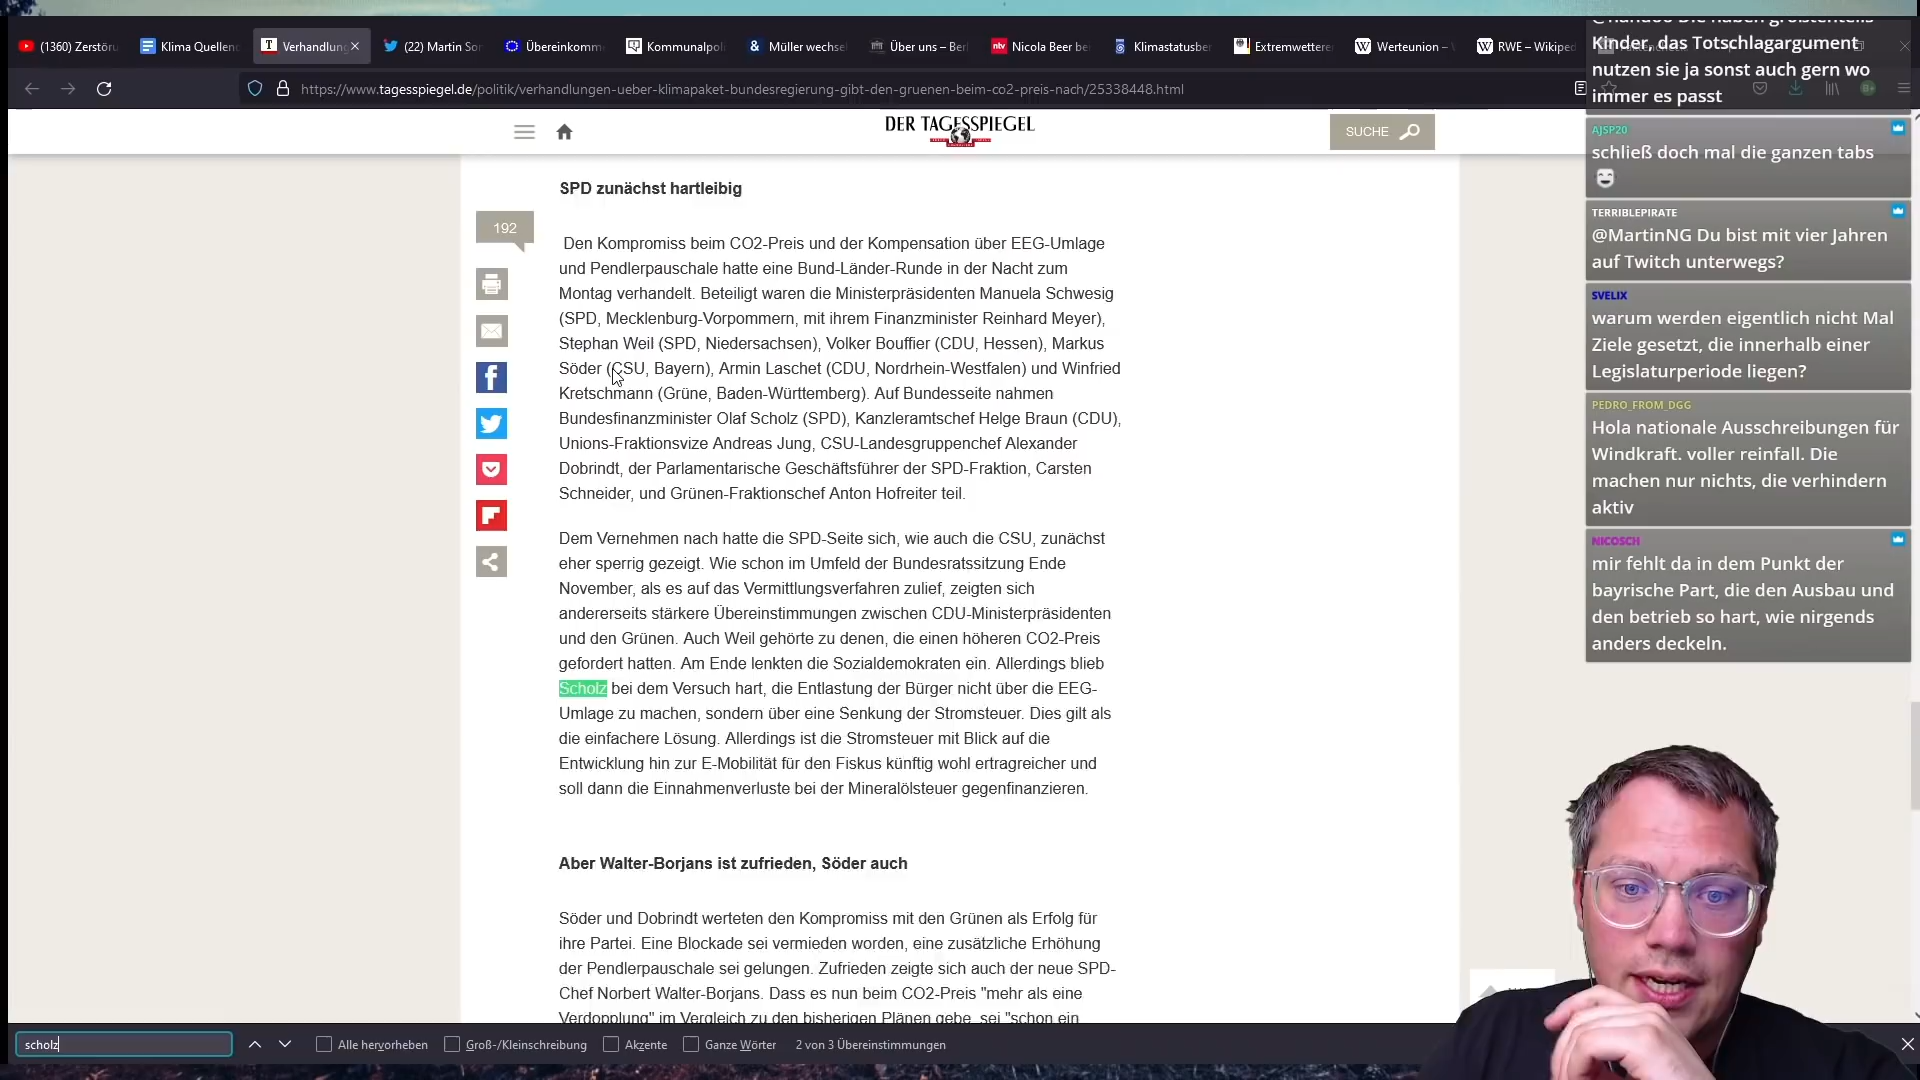 (1360) Zerstöru
Klima Quellen
Verhandlung
(22) Martin So
Übereinkomm
Kommunalpol
Müller wechse
Über uns – Ber
Nicola Beer be
Klimastatusbe
Extremwettere
Werteunion –
RWE – Wikiped
https://www.tagesspiegel.de/politik/verhandlungen-ueber-klimapaket-bundesregierung-gibt-den-gruenen-beim-co2-preis-nach/25338448.html
DER TAGESSPIEGEL
SUCHE
SPD zunächst hartleibig
192
Den Kompromiss beim CO2-Preis und der Kompensation über EEG-Umlage
und Pendlerpauschale hatte eine Bund-Länder-Runde in der Nacht zum
Montag verhandelt. Beteiligt waren die Ministerpräsidenten Manuela Schwesig
(SPD, Mecklenburg-Vorpommern, mit ihrem Finanzminister Reinhard Meyer),
Stephan Weil (SPD, Niedersachsen), Volker Bouffier (CDU, Hessen), Markus
Söder (CSU, Bayern), Armin Laschet (CDU, Nordrhein-Westfalen) und Winfried
Kretschmann (Grüne, Baden-Württemberg). Auf Bundesseite nahmen
Bundesfinanzminister Olaf Scholz (SPD), Kanzleramtschef Helge Braun (CDU),
Unions-Fraktionsvize Andreas Jung, CSU-Landesgruppenchef Alexander
Dobrindt, der Parlamentarische Geschäftsführer der SPD-Fraktion, Carsten
Schneider, und Grünen-Fraktionschef Anton Hofreiter teil.
Dem Vernehmen nach hatte die SPD-Seite sich, wie auch die CSU, zunächst
eher sperrig gezeigt. Wie schon im Umfeld der Bundesratssitzung Ende
November, als es auf das Vermittlungsverfahren zulief, zeigten sich
andererseits stärkere Übereinstimmungen zwischen CDU-Ministerpräsidenten
und den Grünen. Auch Weil gehörte zu denen, die einen höheren CO2-Preis
gefordert hatten. Am Ende lenkten die Sozialdemokraten ein. Allerdings blieb
Scholz bei dem Versuch hart, die Entlastung der Bürger nicht über die EEG-
Umlage zu machen, sondern über eine Senkung der Stromsteuer. Dies gilt als
die einfachere Lösung. Allerdings ist die Stromsteuer mit Blick auf die
Entwicklung hin zur E-Mobilität für den Fiskus künftig wohl ertragreicher und
soll dann die Einnahmenverluste bei der Mineralölsteuer gegenfinanzieren.
Aber Walter-Borjans ist zufrieden, Söder auch
Söder und Dobrindt werteten den Kompromiss mit den Grünen als Erfolg für
ihre Partei. Eine Blockade sei vermieden worden, eine zusätzliche Erhöhung
der Pendlerpauschale sei gelungen. Zufrieden zeigte sich auch der neue SPD-
Chef Norbert Walter-Borjans. Dass es nun beim CO2-Preis "mehr als eine
Verdopplung" im Vergleich zu den bisherigen Plänen gebe, sei "schon ein
Kinder, das Totschlagargument
nutzen sie ja sonst auch gern wo
immer es passt
AJSP20
schließ doch mal die ganzen tabs
TERRIBLEPIRATE
@MartinNG Du bist mit vier Jahren
auf Twitch unterwegs?
SVELIX
warum werden eigentlich nicht Mal
Ziele gesetzt, die innerhalb einer
Legislaturperiode liegen?
PEDRO_FROM_DGG
Hola nationale Ausschreibungen für
Windkraft. voller reinfall. Die
machen nur nichts, die verhindern
aktiv
NICOSCH
mir fehlt da in dem Punkt der
bayrische Part, die den Ausbau und
den betrieb so hart, wie nirgends
anders deckeln.
scholz
Alle hervorheben
Groß-/Kleinschreibung
Akzente
Ganze Wörter
2 von 3 Übereinstimmungen